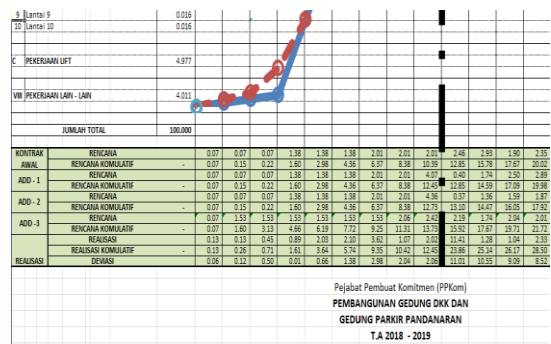 9 Lantai 9 0.016
10 Lantai 10 0.016
C PEKERJAAN LIFT 4.977
VIII PEKERJAAN LAIN - LAIN 4.011
JUMLAH TOTAL 100.000
KONTRAK AWAL RENCANA 0.07 0.07 0.07 1.38 1.38 1.38 2.01 2.01 2.01 2.46 2.93 1.90 2.35
RENCANA KOMULATIF - 0.07 0.15 0.22 1.60 2.98 4.36 6.37 8.38 10.39 12.85 15.78 17.67 20.02
ADD - 1 RENCANA 0.07 0.07 0.07 1.38 1.38 1.38 2.01 2.01 4.07 0.40 1.74 2.50 2.89
RENCANA KOMULATIF - 0.07 0.15 0.22 1.60 2.98 4.36 6.37 8.38 12.45 12.85 14.59 17.09 19.98
ADD - 2 RENCANA 0.07 0.07 0.07 1.38 1.38 1.38 2.01 2.01 4.36 0.37 1.36 1.59 1.87
RENCANA KOMULATIF - 0.07 0.15 0.22 1.60 2.98 4.36 6.37 8.38 12.73 13.10 14.47 16.05 17.92
ADD -3 RENCANA 0.07 1.53 1.53 1.53 1.53 1.53 1.53 2.06 2.42 2.19 1.74 2.04 2.01
RENCANA KOMULATIF - 0.07 1.60 3.13 4.66 6.19 7.72 9.25 11.31 13.73 15.92 17.67 19.71 21.72
REALISASI REALISASI 0.13 0.13 0.45 0.89 2.03 2.10 3.62 1.07 2.02 11.41 1.28 1.04 2.33
REALISASI KOMULATIF - 0.13 0.26 0.71 1.61 3.64 5.74 9.35 10.42 12.45 23.86 25.14 26.17 28.50
DEVIASI - 0.06 0.12 0.50 0.01 0.66 1.38 2.98 2.04 2.06 11.01 10.55 9.09 8.52
Pejabat Pembuat Komitmen (PPKom)
PEMBANGUNAN GEDUNG DKK DAN
GEDUNG PARKIR PANDANARAN
T.A 2018 - 2019